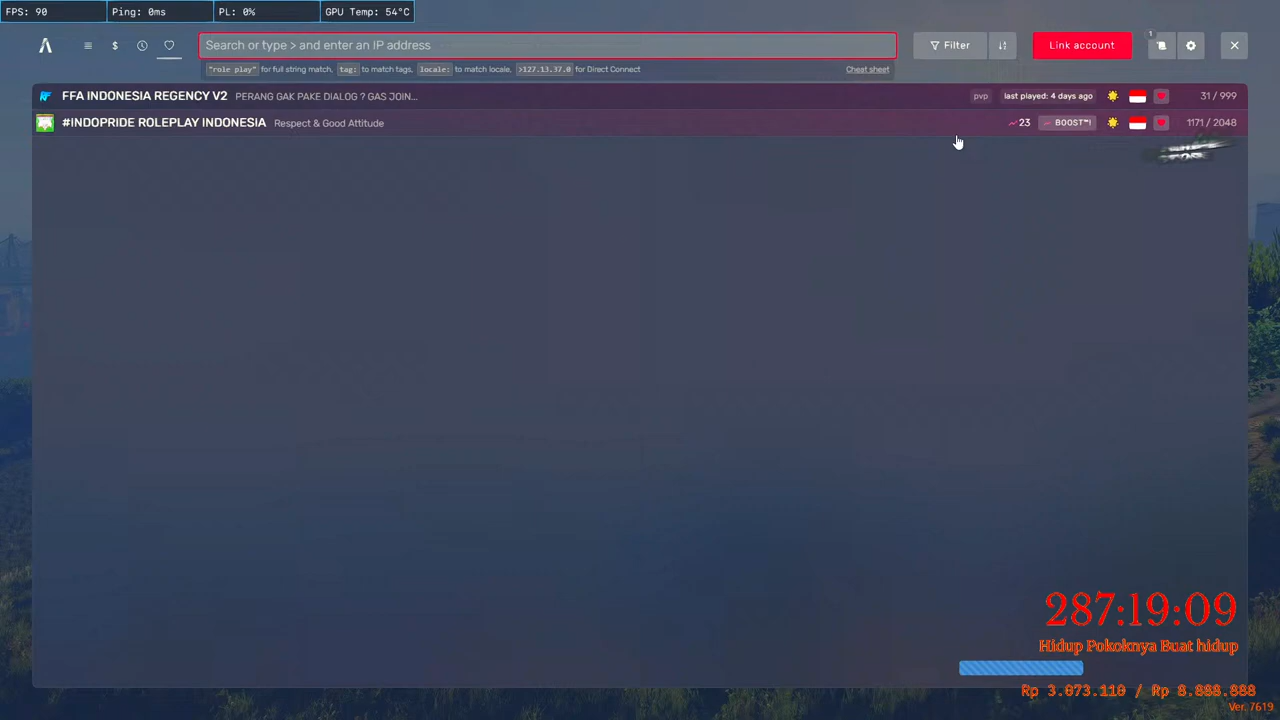 FPS: 90 Ping: 0ms PL: 0% GPU Temp: 54°C
$ Search or type > and enter an IP address Filter Link account 1
"role play" for full string match, tag: to match tags, locale: to match locale, >127.13.37.0 for Direct Connect Cheat sheet
FFA INDONESIA REGENCY V2 PERANG GAK PAKE DIALOG ? GAS JOIN... pvp last played: 4 days ago 31 / 999
#INDOPRIDE ROLEPLAY INDONESIA Respect & Good Attitude 23 BOOST™! 1171 / 2048
287:19:09
Hidup Pokoknya Buat hidup
Rp 3.073.110 / Rp 8.888.888
Ver. 7619